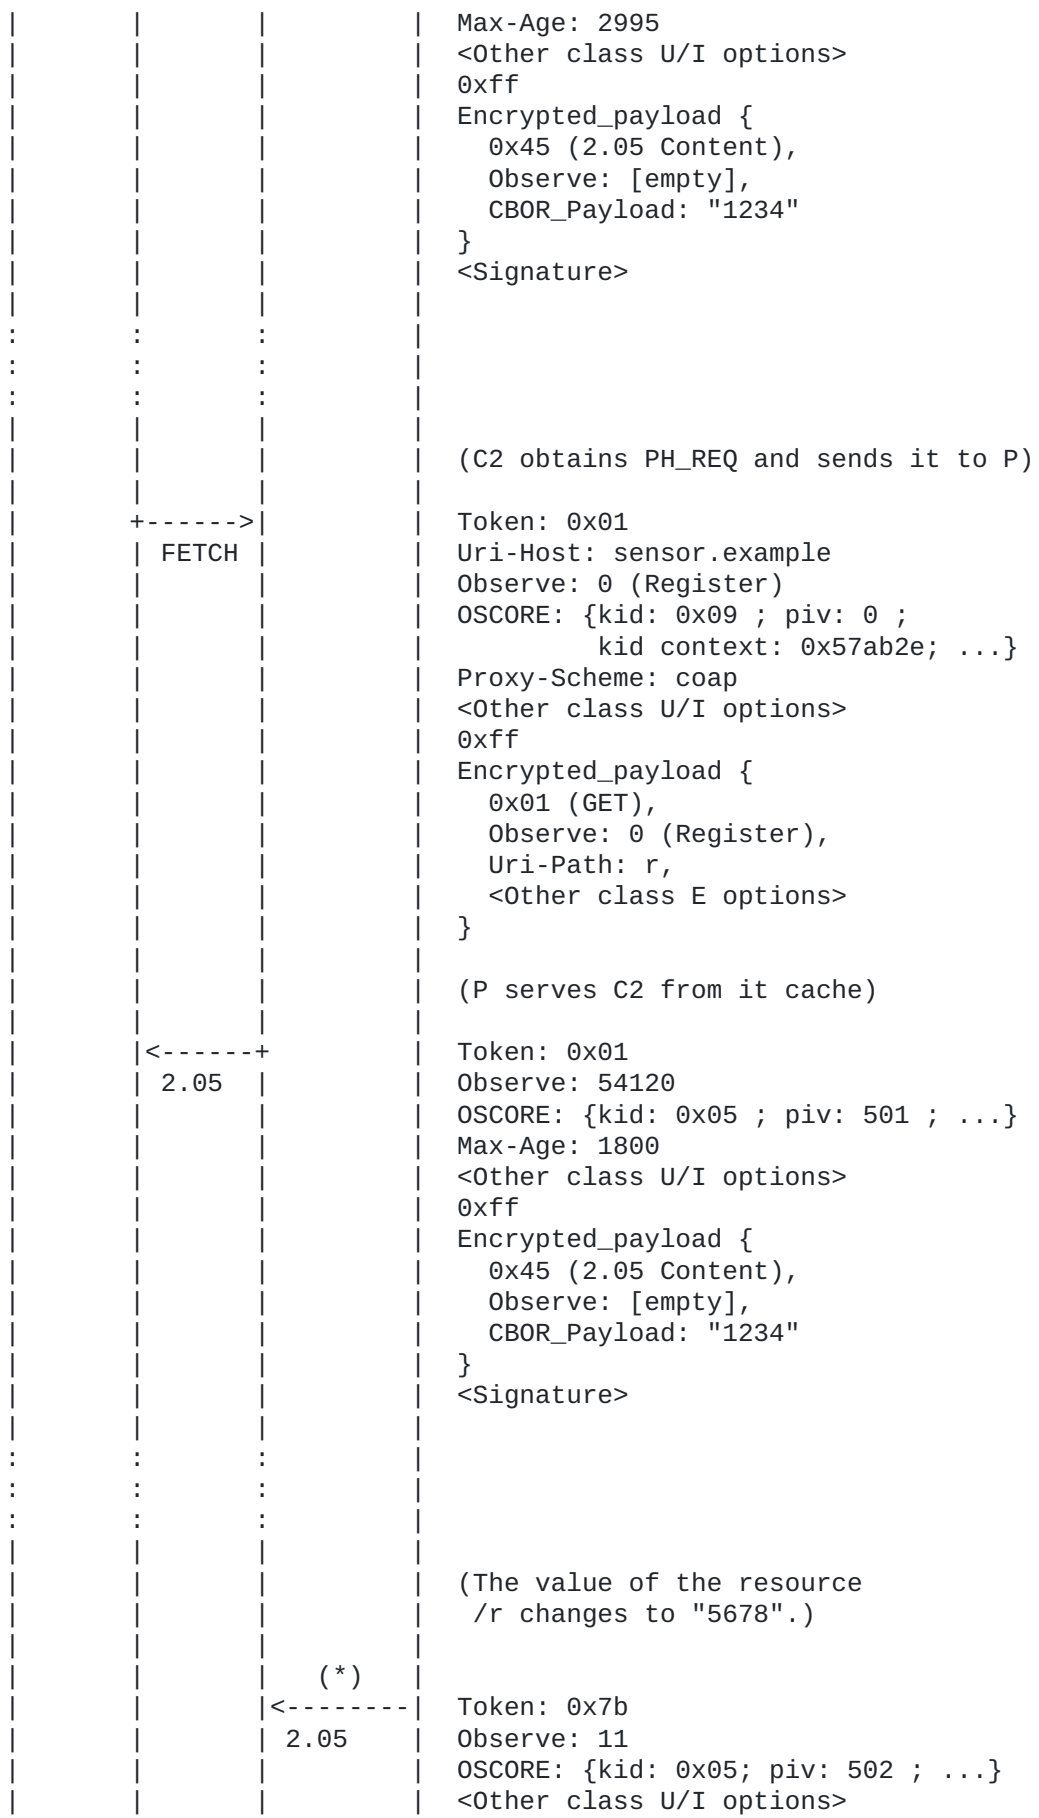 |       |       |         |  Max-Age: 2995
|       |       |         |  <Other class U/I options>
|       |       |         |  0xff
|       |       |         |  Encrypted_payload {
|       |       |         |    0x45 (2.05 Content),
|       |       |         |    Observe: [empty],
|       |       |         |    CBOR_Payload: "1234"
|       |       |         |  }
|       |       |         |  <Signature>
|       |       |         |
:       :       :         |
:       :       :         |
:       :       :         |
|       |       |         |
|       |       |         |  (C2 obtains PH_REQ and sends it to P)
|       |       |         |
|       +------>|         |  Token: 0x01
|       | FETCH |         |  Uri-Host: sensor.example
|       |       |         |  Observe: 0 (Register)
|       |       |         |  OSCORE: {kid: 0x09 ; piv: 0 ;
|       |       |         |           kid context: 0x57ab2e; ...}
|       |       |         |  Proxy-Scheme: coap
|       |       |         |  <Other class U/I options>
|       |       |         |  0xff
|       |       |         |  Encrypted_payload {
|       |       |         |    0x01 (GET),
|       |       |         |    Observe: 0 (Register),
|       |       |         |    Uri-Path: r,
|       |       |         |    <Other class E options>
|       |       |         |  }
|       |       |         |
|       |       |         |  (P serves C2 from it cache)
|       |       |         |
|       |<------+         |  Token: 0x01
|       | 2.05  |         |  Observe: 54120
|       |       |         |  OSCORE: {kid: 0x05 ; piv: 501 ; ...}
|       |       |         |  Max-Age: 1800
|       |       |         |  <Other class U/I options>
|       |       |         |  0xff
|       |       |         |  Encrypted_payload {
|       |       |         |    0x45 (2.05 Content),
|       |       |         |    Observe: [empty],
|       |       |         |    CBOR_Payload: "1234"
|       |       |         |  }
|       |       |         |  <Signature>
|       |       |         |
:       :       :         |
:       :       :         |
:       :       :         |
|       |       |         |
|       |       |         |  (The value of the resource
|       |       |         |   /r changes to "5678".)
|       |       |         |
|       |       |   (*)   |
|       |       |<--------|  Token: 0x7b
|       |       | 2.05    |  Observe: 11
|       |       |         |  OSCORE: {kid: 0x05; piv: 502 ; ...}
|       |       |         |  <Other class U/I options>